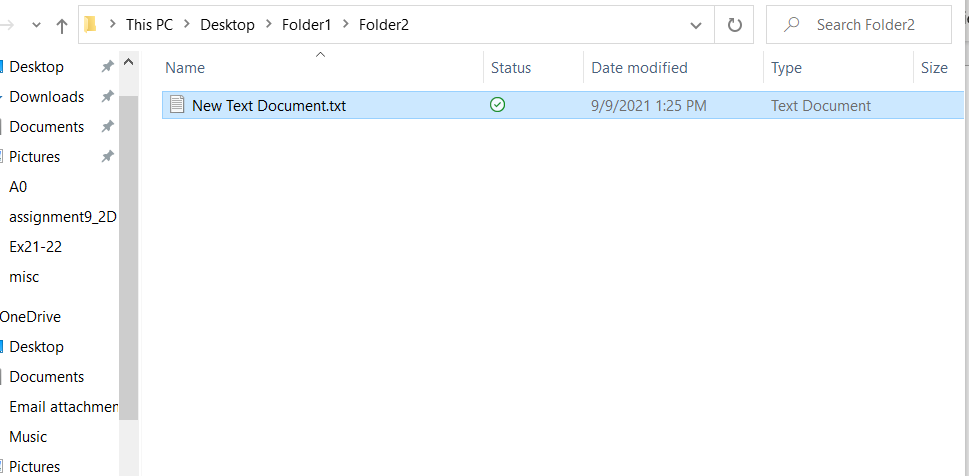 This PC > Desktop > Folder1 > Folder2
Search Folder2
Desktop
Downloads
Documents
Pictures
A0
assignment9_2D
Ex21-22
misc
OneDrive
Desktop
Documents
Email attachmen
Music
Pictures
Name Status Date modified Type Size
New Text Document.txt 9/9/2021 1:25 PM Text Document